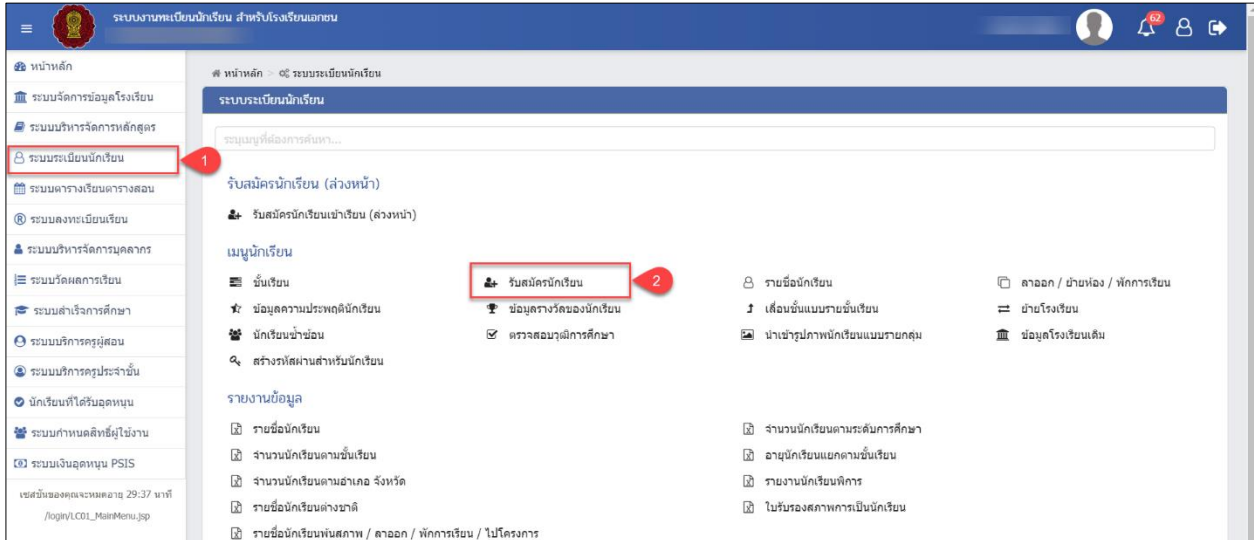 ระบบงานทะเบียนนักเรียน สำหรับโรงเรียนเอกชน
62
หน้าหลัก
ระบบจัดการข้อมูลโรงเรียน
ระบบบริหารจัดการหลักสูตร
ระบบระเบียนนักเรียน
1
ระบบตารางเรียนตารางสอน
ระบบลงทะเบียนเรียน
ระบบบริหารจัดการบุคลากร
ระบบวัดผลการเรียน
ระบบสำเร็จการศึกษา
ระบบบริการครูผู้สอน
ระบบบริการครูประจำชั้น
นักเรียนที่ได้รับอุดหนุน
ระบบกำหนดสิทธิ์ผู้ใช้งาน
ระบบเงินอุดหนุน PSIS
เซสชันของคุณจะหมดอายุ 29:37 นาที
/login/LC01_MainMenu.jsp
หน้าหลัก > ระบบระเบียนนักเรียน
ระบบระเบียนนักเรียน
ระบุเมนูที่ต้องการค้นหา...
รับสมัครนักเรียน (ล่วงหน้า)
รับสมัครนักเรียนเข้าเรียน (ล่วงหน้า)
เมนูนักเรียน
ชั้นเรียน รับสมัครนักเรียน 2 รายชื่อนักเรียน ลาออก / ย้ายห้อง / พักการเรียน
ข้อมูลความประพฤตินักเรียน ข้อมูลรางวัลของนักเรียน เลื่อนชั้นแบบรายชั้นเรียน ย้ายโรงเรียน
นักเรียนซ้ำซ้อน ตรวจสอบวุฒิการศึกษา นำเข้ารูปภาพนักเรียนแบบรายกลุ่ม ข้อมูลโรงเรียนเดิม
สร้างรหัสผ่านสำหรับนักเรียน
รายงานข้อมูล
รายชื่อนักเรียน จำนวนนักเรียนตามระดับการศึกษา
จำนวนนักเรียนตามชั้นเรียน อายุนักเรียนแยกตามชั้นเรียน
จำนวนนักเรียนตามอำเภอ จังหวัด รายงานนักเรียนพิการ
รายชื่อนักเรียนต่างชาติ ใบรับรองสภาพการเป็นนักเรียน
รายชื่อนักเรียนพ้นสภาพ / ลาออก / พักการเรียน / ไปโครงการ